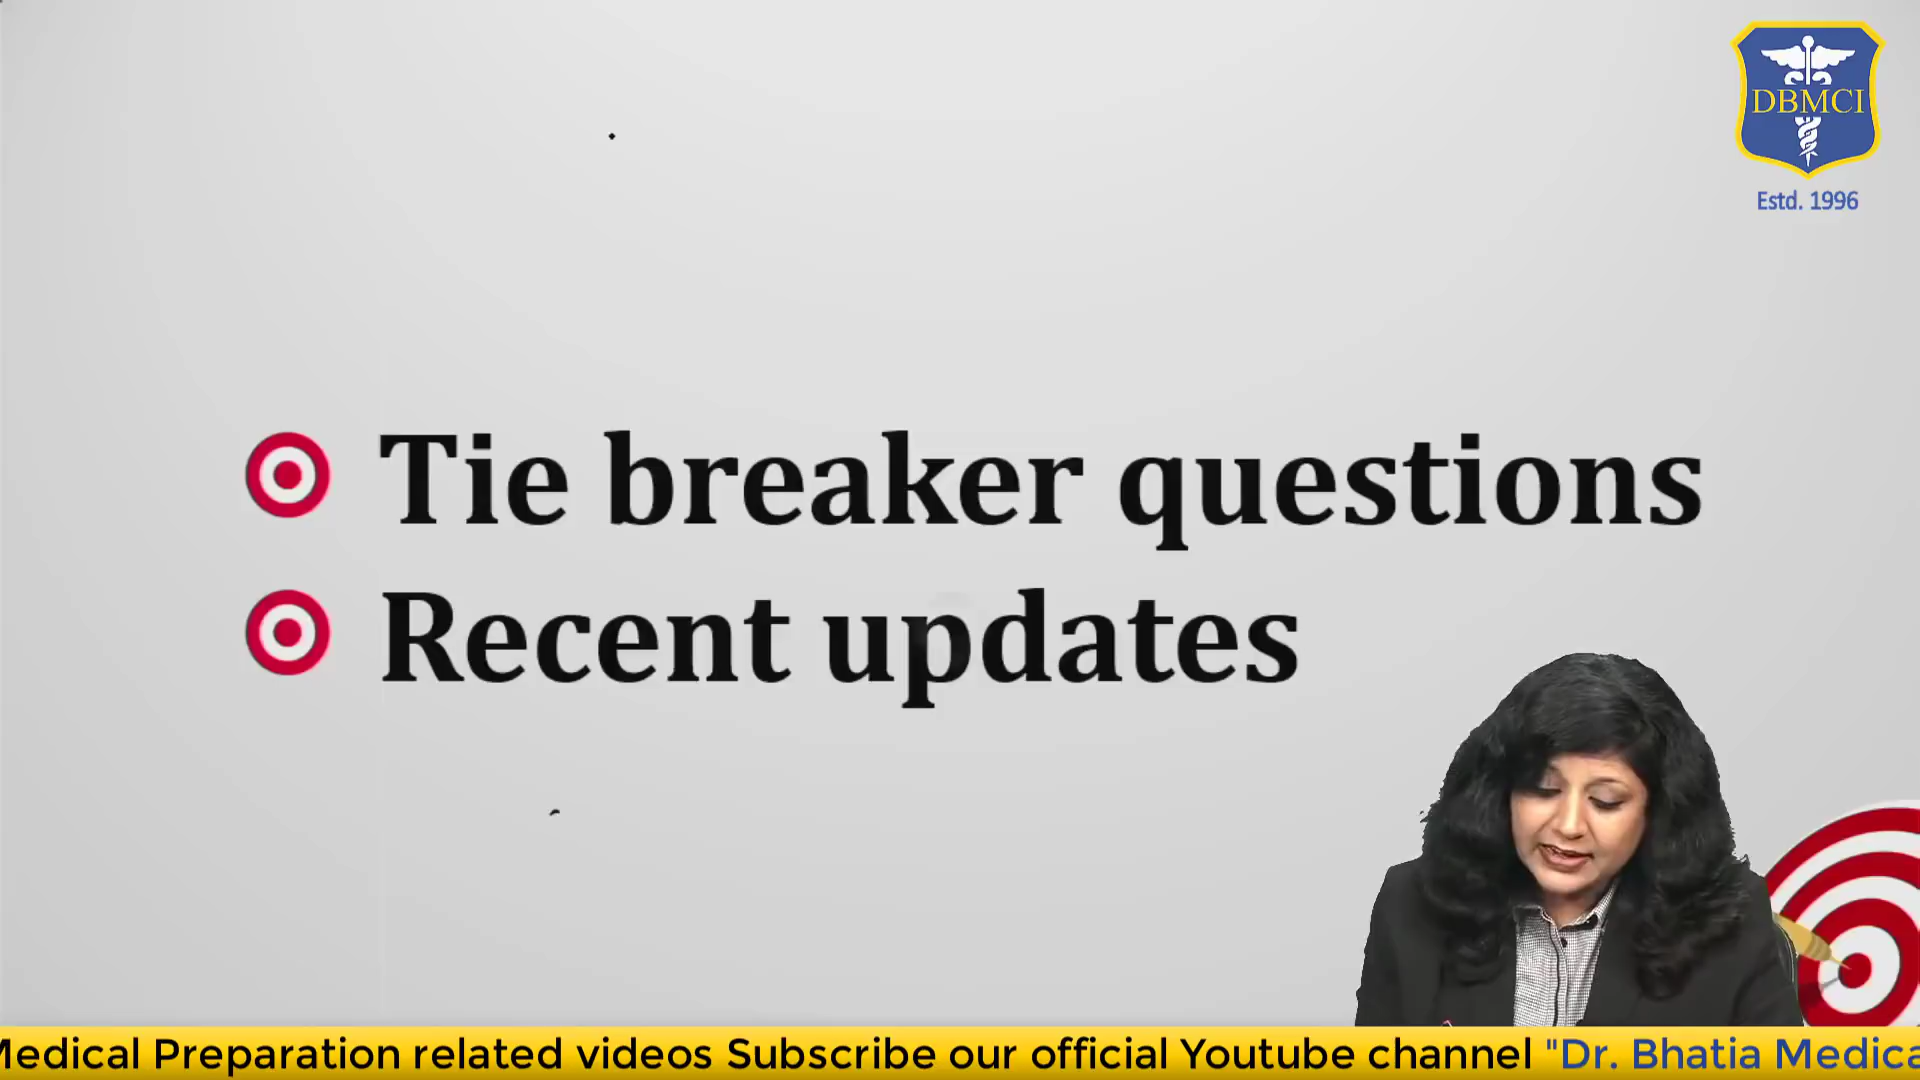 DBMCI
Estd. 1996
Tie breaker questions
Recent updates
Medical Preparation related videos Subscribe our official Youtube channel "Dr. Bhatia Medica